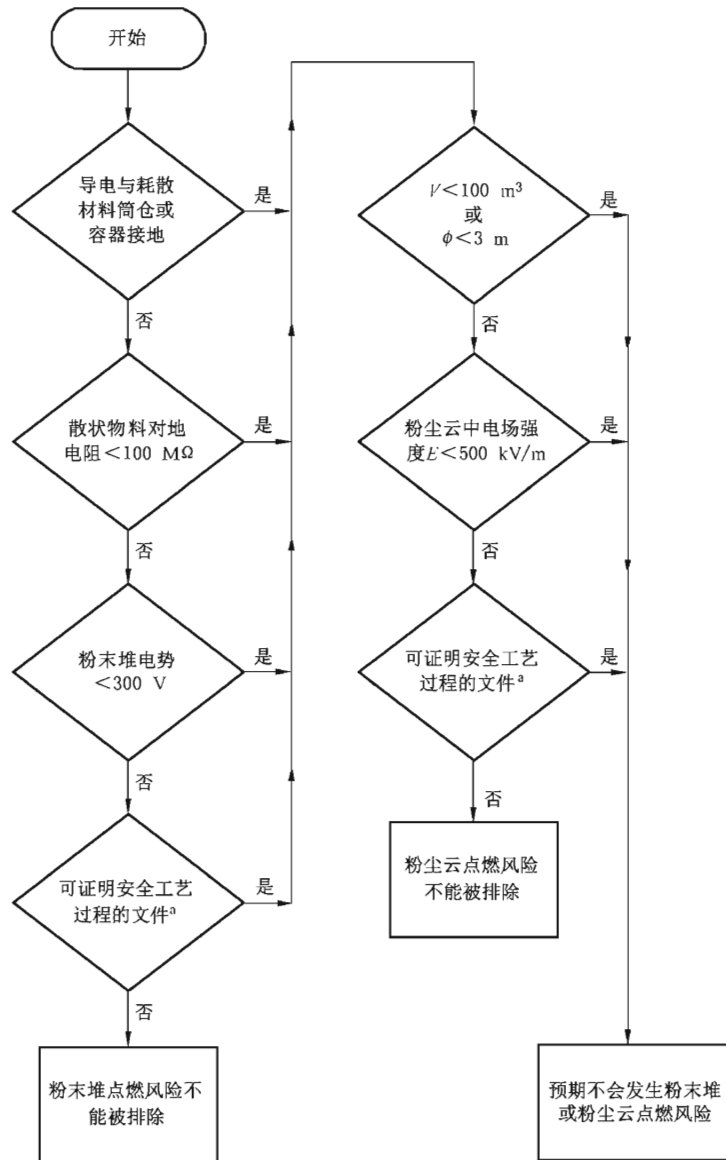 开始
导电与耗散
材料筒仓或
容器接地
是
否
散状物料对地
电阻<100 MΩ
是
否
粉末堆电势
<300 V
是
否
可证明安全工艺
过程的文件ᵃ
是
否
粉末堆点燃风险不
能被排除
V<100 m³
或
ϕ<3 m
是
否
粉尘云中电场强
度E<500 kV/m
是
否
可证明安全工艺
过程的文件ᵃ
是
否
粉尘云点燃风险
不能被排除
预期不会发生粉末堆
或粉尘云点燃风险